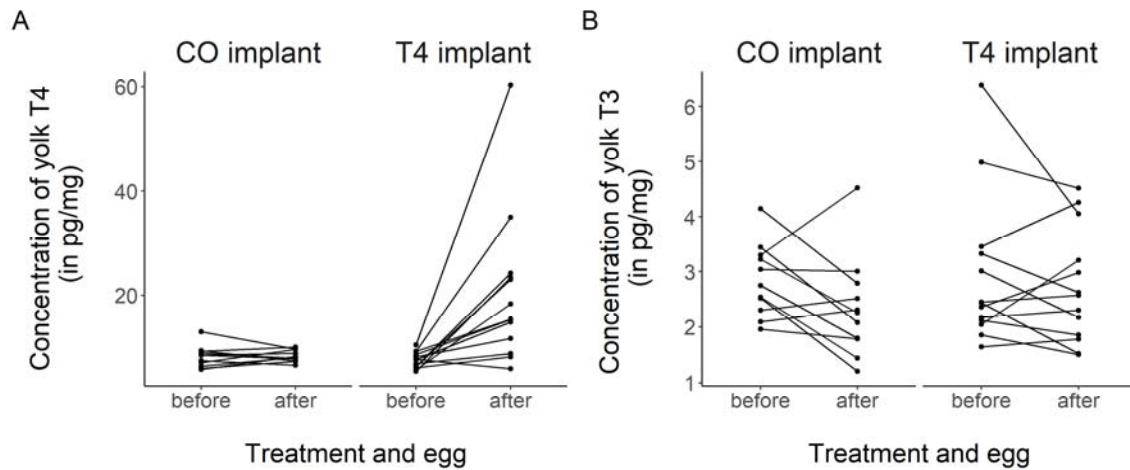 A
CO implant
T4 implant
Concentration of yolk T4
(in pg/mg)
60
40
20
before
after
before
after
Treatment and egg
B
CO implant
T4 implant
Concentration of yolk T3
(in pg/mg)
6
5
4
3
2
1
before
after
before
after
Treatment and egg